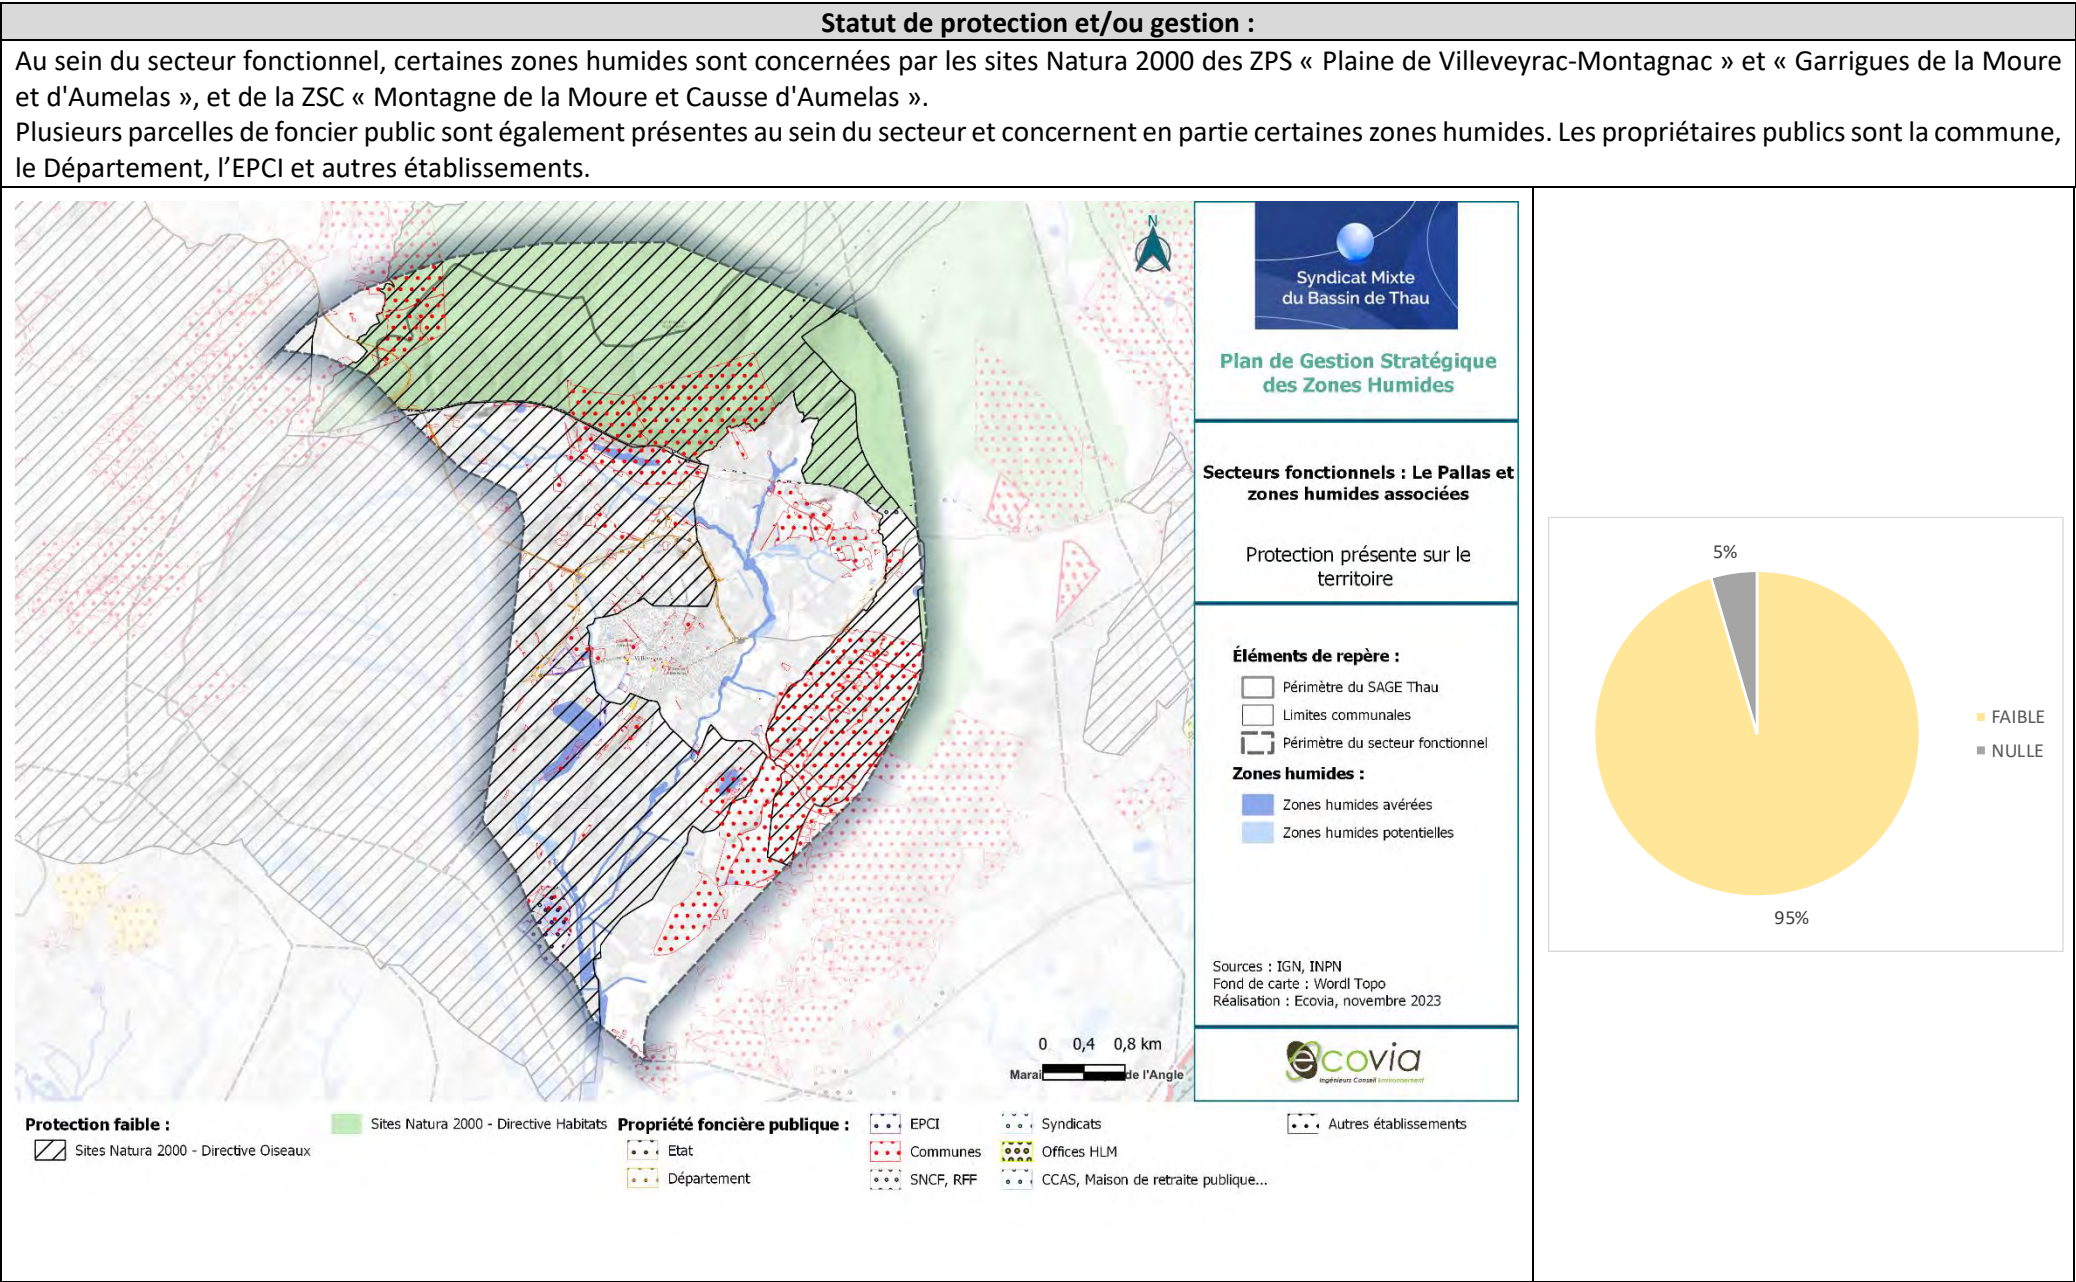 Statut de protection et/ou gestion :
Au sein du secteur fonctionnel, certaines zones humides sont concernées par les sites Natura 2000 des ZPS « Plaine de Villeveyrac-Montagnac » et « Garrigues de la Moure
et d'Aumelas », et de la ZSC « Montagne de la Moure et Causse d'Aumelas ».
Plusieurs parcelles de foncier public sont également présentes au sein du secteur et concernent en partie certaines zones humides. Les propriétaires publics sont la commune,
le Département, l'EPCI et autres établissements.
N
0 0,4 0,8 km
Marai de l'Angle
Syndicat Mixte
du Bassin de Thau
Plan de Gestion Stratégique
des Zones Humides
Secteurs fonctionnels : Le Pallas et
zones humides associées
Protection présente sur le
territoire
Éléments de repère :
Périmètre du SAGE Thau
Limites communales
Périmètre du secteur fonctionnel
Zones humides :
Zones humides avérées
Zones humides potentielles
Sources : IGN, INPN
Fond de carte : Wordl Topo
Réalisation : Ecovia, novembre 2023
ecovia
Ingénieurs Conseil Environnement
Protection faible :
Sites Natura 2000 - Directive Oiseaux
Sites Natura 2000 - Directive Habitats
Propriété foncière publique :
Etat
Département
EPCI
Communes
SNCF, RFF
Syndicats
Offices HLM
CCAS, Maison de retraite publique...
Autres établissements
5%
95%
FAIBLE
NULLE